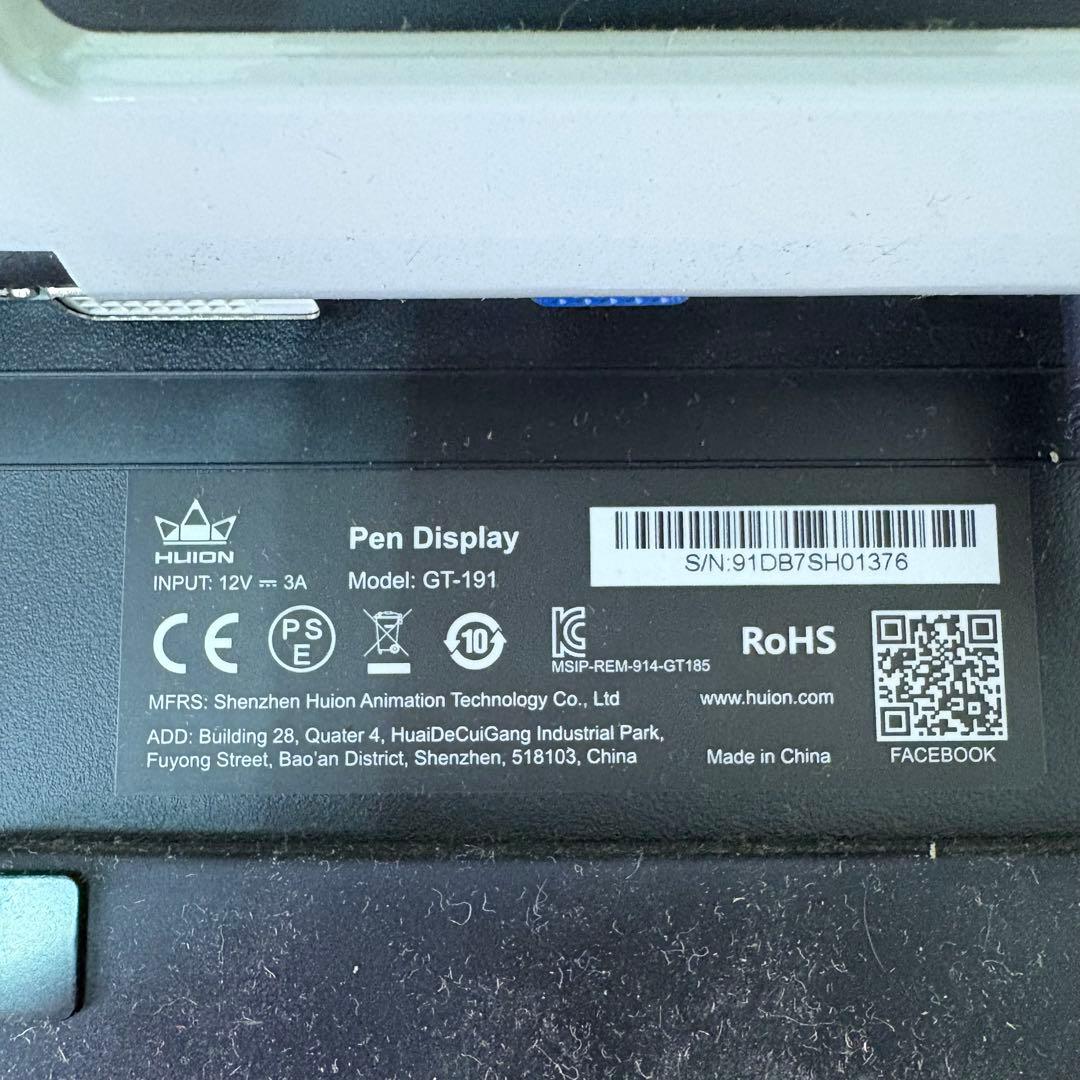 HUION
Pen Display
S/N:91DB7SH01376
INPUT: 12V ⎓ 3A
Model: GT-191
CE
PSE
10
MSIP-REM-914-GT185
RoHS
MFRS: Shenzhen Huion Animation Technology Co., Ltd
www.huion.com
ADD: Building 28, Quater 4, HuaiDeCuiGang Industrial Park,
Fuyong Street, Bao'an District, Shenzhen, 518103, China
Made in China
FACEBOOK